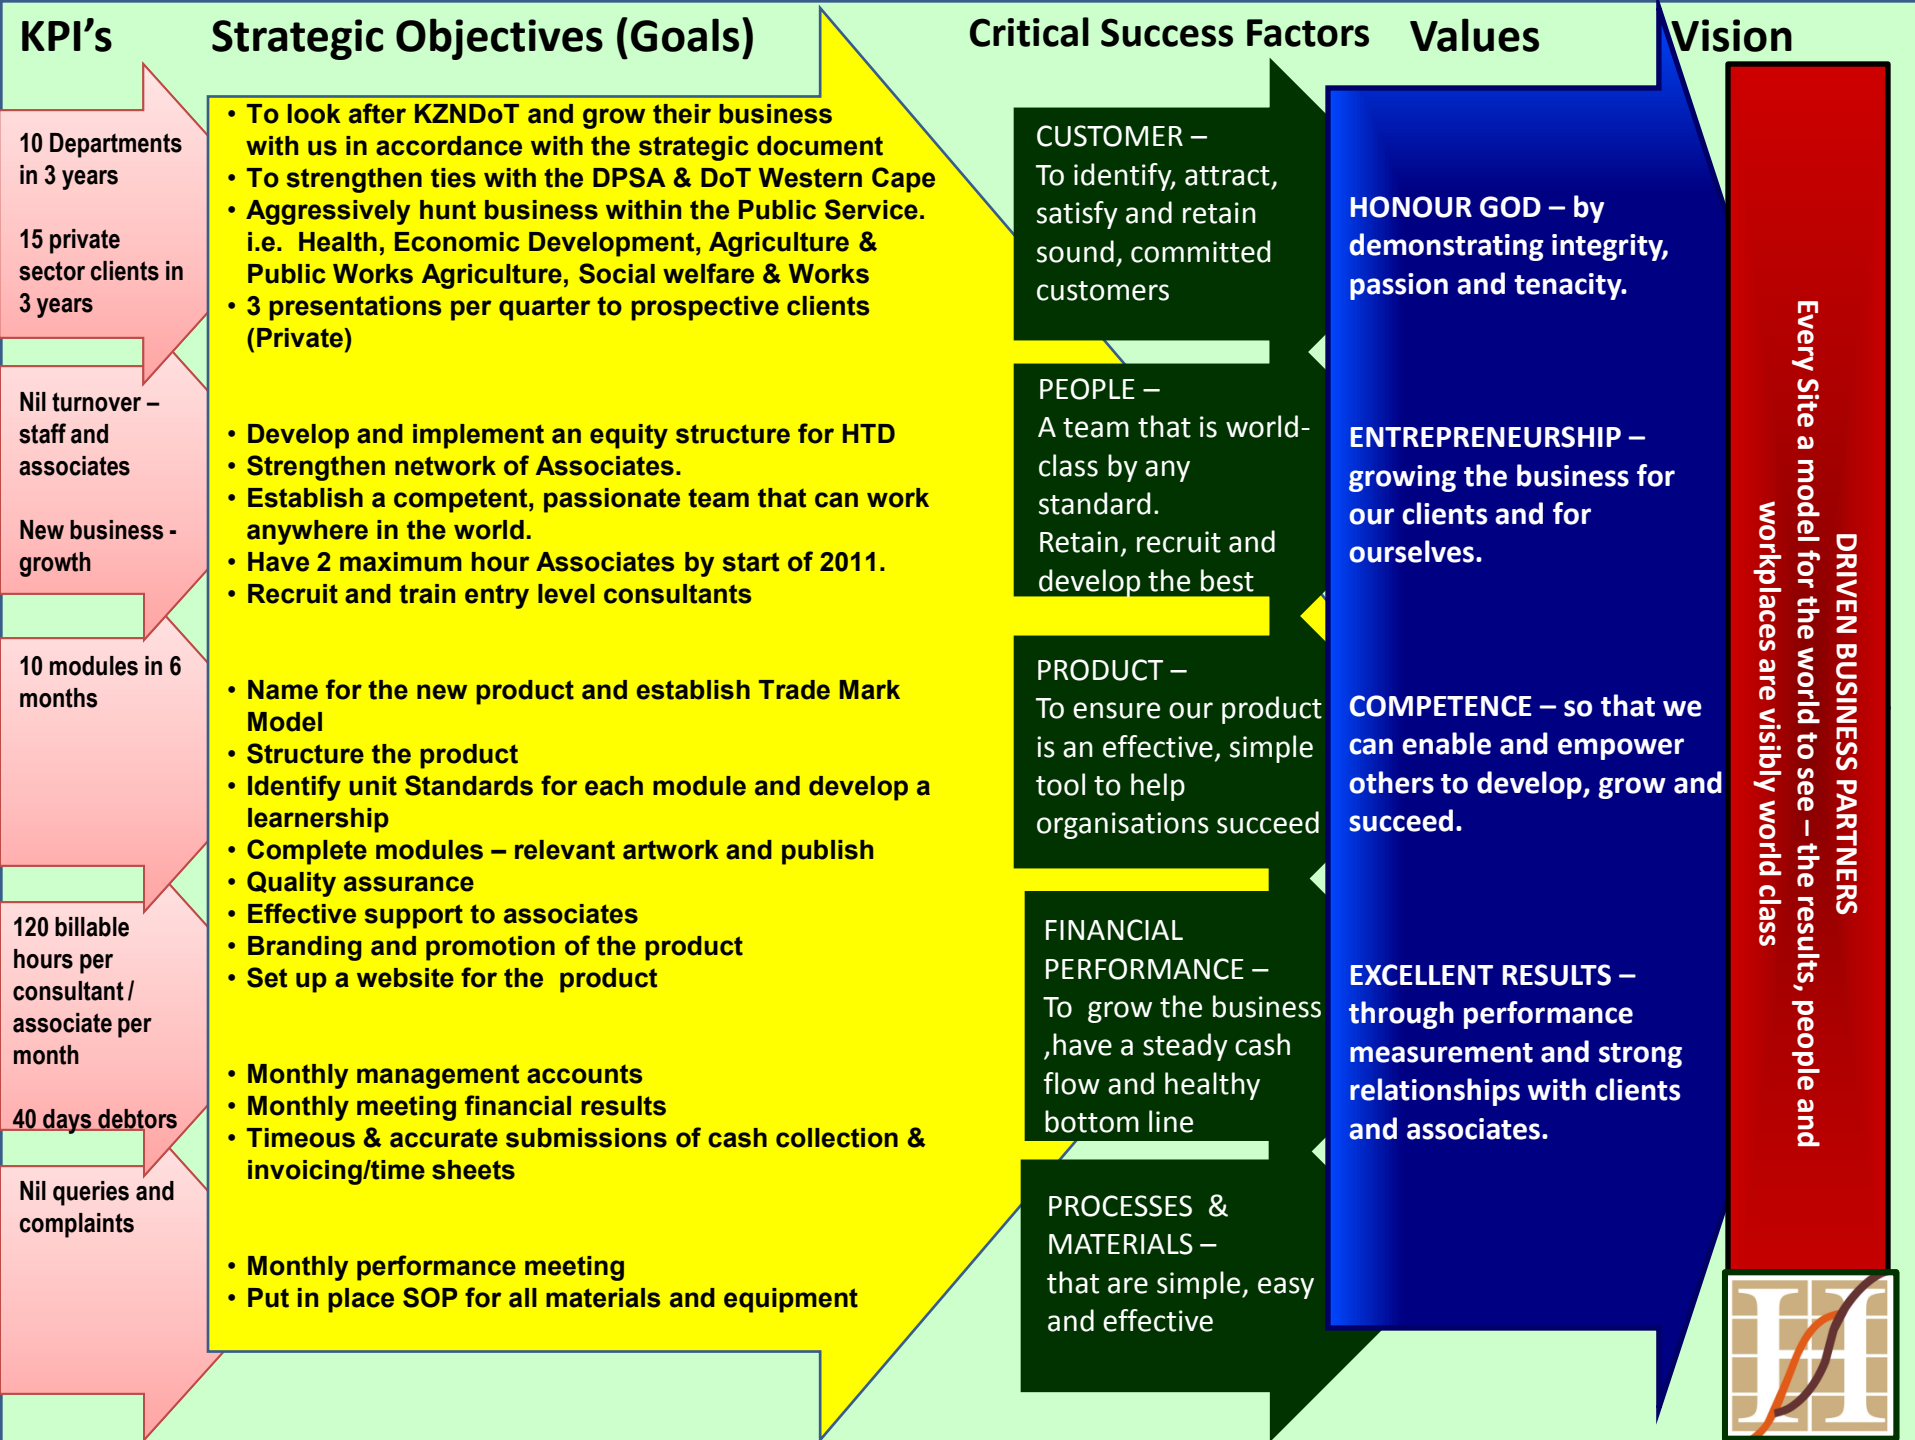 KPI's
Strategic Objectives (Goals)
Critical Success Factors
Values
Vision
10 Departments
in 3 years
15 private
sector clients in
3 years
Nil turnover –
staff and
associates
New business -
growth
10 modules in 6
months
120 billable
hours per
consultant /
associate per
month
40 days debtors
Nil queries and
complaints
• To look after KZNDoT and grow their business
with us in accordance with the strategic document
• To strengthen ties with the DPSA & DoT Western Cape
• Aggressively hunt business within the Public Service.
i.e. Health, Economic Development, Agriculture &
Public Works Agriculture, Social welfare & Works
• 3 presentations per quarter to prospective clients
(Private)
• Develop and implement an equity structure for HTD
• Strengthen network of Associates.
• Establish a competent, passionate team that can work
anywhere in the world.
• Have 2 maximum hour Associates by start of 2011.
• Recruit and train entry level consultants
• Name for the new product and establish Trade Mark
Model
• Structure the product
• Identify unit Standards for each module and develop a
learnership
• Complete modules – relevant artwork and publish
• Quality assurance
• Effective support to associates
• Branding and promotion of the product
• Set up a website for the product
• Monthly management accounts
• Monthly meeting financial results
• Timeous & accurate submissions of cash collection &
invoicing/time sheets
• Monthly performance meeting
• Put in place SOP for all materials and equipment
CUSTOMER –
To identify, attract,
satisfy and retain
sound, committed
customers
PEOPLE –
A team that is world-
class by any
standard.
Retain, recruit and
develop the best
PRODUCT –
To ensure our product
is an effective, simple
tool to help
organisations succeed
FINANCIAL
PERFORMANCE –
To grow the business
,have a steady cash
flow and healthy
bottom line
PROCESSES &
MATERIALS –
that are simple, easy
and effective
HONOUR GOD – by
demonstrating integrity,
passion and tenacity.
ENTREPRENEURSHIP –
growing the business for
our clients and for
ourselves.
COMPETENCE – so that we
can enable and empower
others to develop, grow and
succeed.
EXCELLENT RESULTS –
through performance
measurement and strong
relationships with clients
and associates.
DRIVEN BUSINESS PARTNERS
Every Site a model for the world to see – the results, people and
workplaces are visibly world class
H